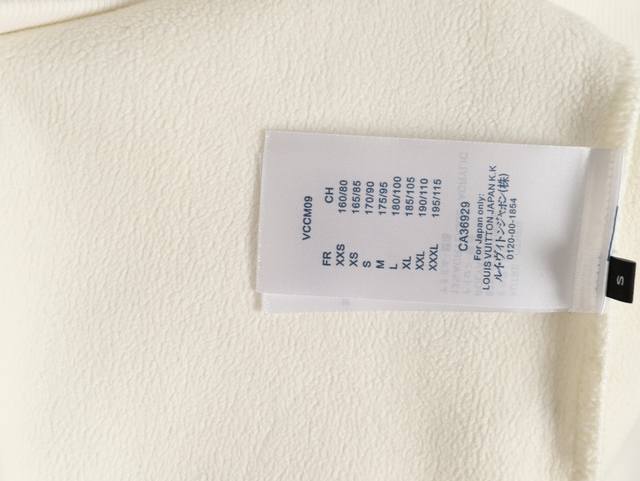 VCCM09
FR CH
XXS 160/80
XS 165/85
S 170/90
M 175/95
L 180/100
XL 185/105
XXL 190/110
XXXL 195/115
CA36929
For Japan only:
LOUIS VUITTON JAPAN K.K
ルイ・ヴィトンジャパン(株)
0120-00-1854
S